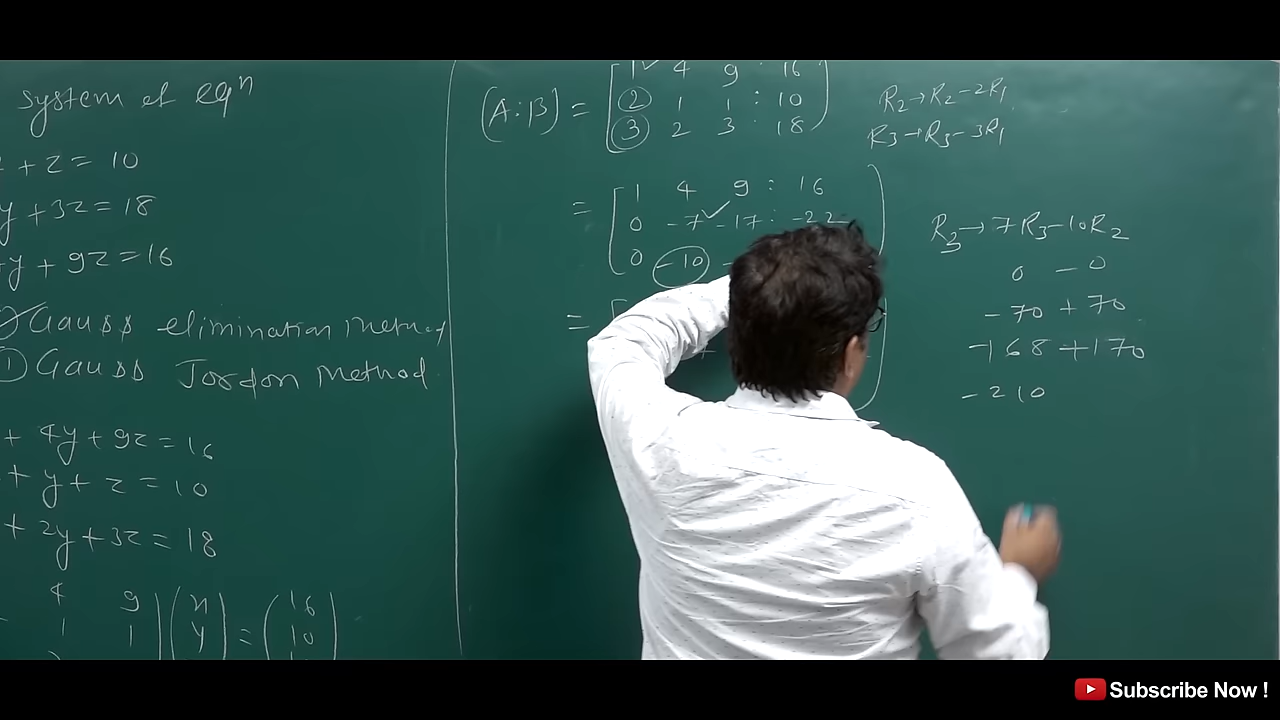 system of eqⁿ
+ z = 10
y + 3z = 18
y + 9z = 16
Gauss elimination Method
① Gauss Jordon Method
+ 4y + 9z = 16
+ y + z = 10
+ 2y + 3z = 18
4 9
1 1 (x y) = (16 10
(A:B) = [ 1 4 9 : 16
2 1 1 : 10
3 2 3 : 18 ]
R2→R2-2R1
R3→R3-3R1
= [ 1 4 9 : 16
0 -7 -17 : -22
0 -10 -
= [
R3→7R3-10R2
0 - 0
-70 + 70
-168 + 170
-210
Subscribe Now !